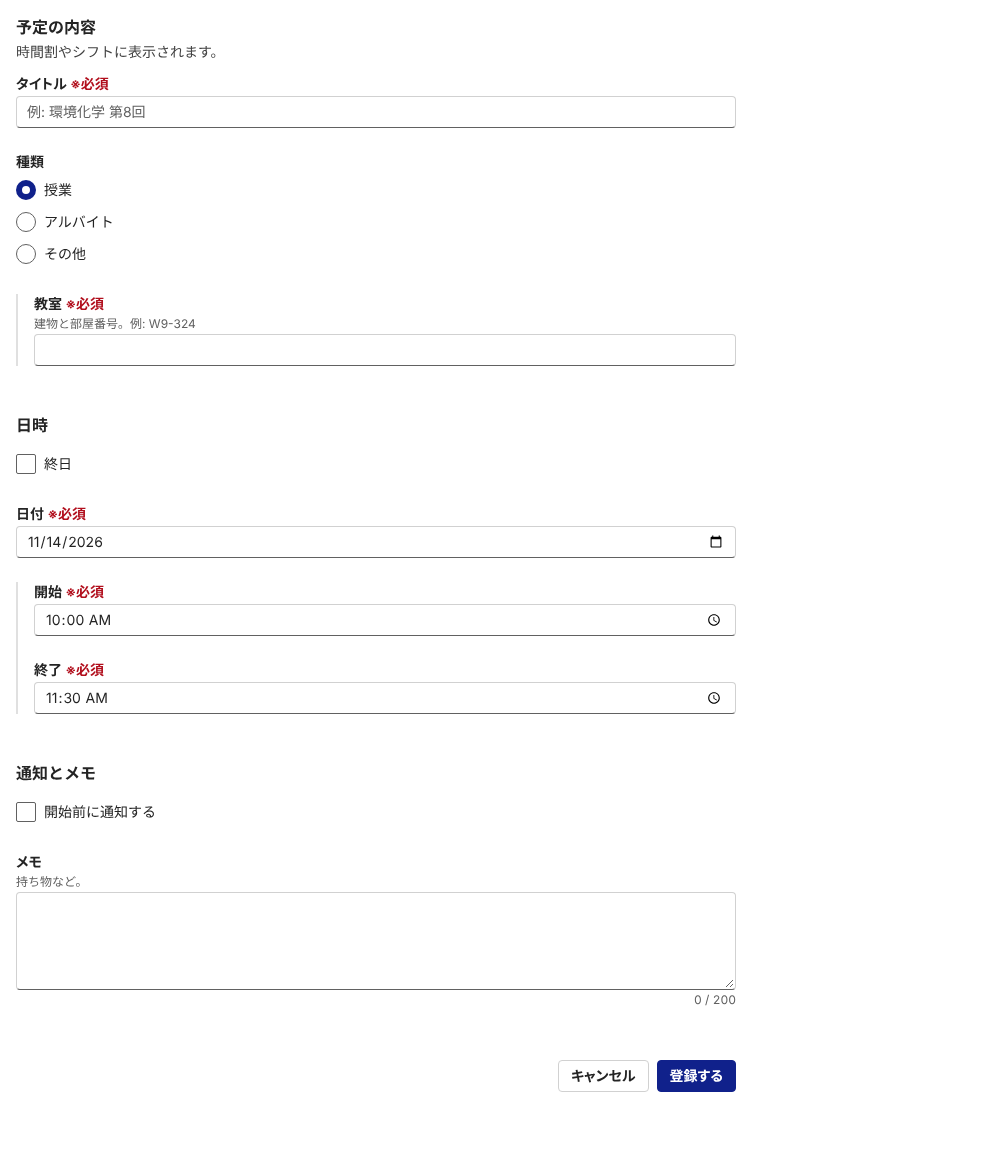 予定の内容
時間割やシフトに表示されます。
タイトル ※必須
例: 環境化学 第8回
種類
授業
アルバイト
その他
教室 ※必須
建物と部屋番号。例: W9-324
日時
終日
日付 ※必須
11/14/2026
開始 ※必須
10:00 AM
終了 ※必須
11:30 AM
通知とメモ
開始前に通知する
メモ
持ち物など。
0 / 200
キャンセル
登録する